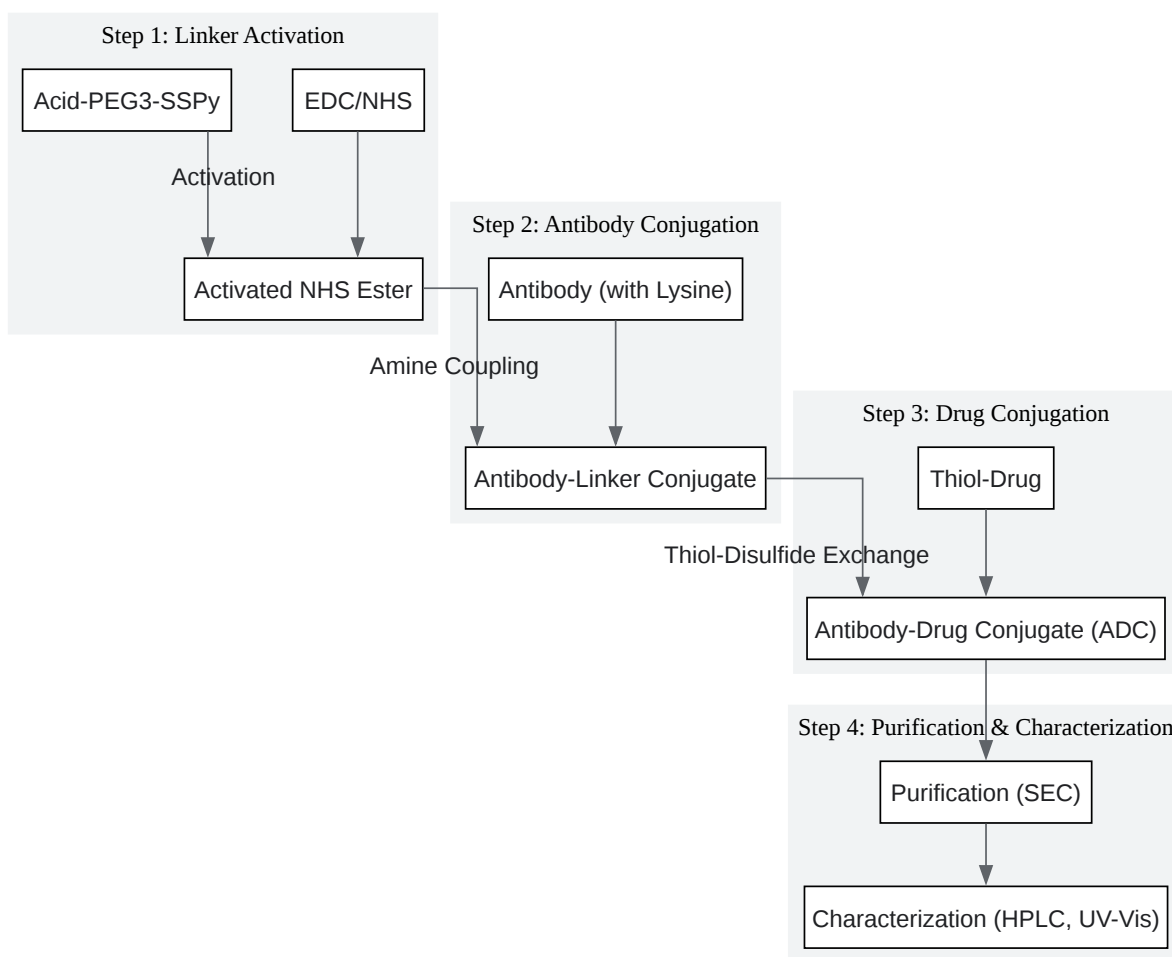 Step 1: Linker Activation
Acid-PEG3-SSPy
EDC/NHS
Activation
Activated NHS Ester
Step 2: Antibody Conjugation
Antibody (with Lysine)
Amine Coupling
Antibody-Linker Conjugate
Step 3: Drug Conjugation
Thiol-Drug
Thiol-Disulfide Exchange
Antibody-Drug Conjugate (ADC)
Step 4: Purification & Characterization
Purification (SEC)
Characterization (HPLC, UV-Vis)